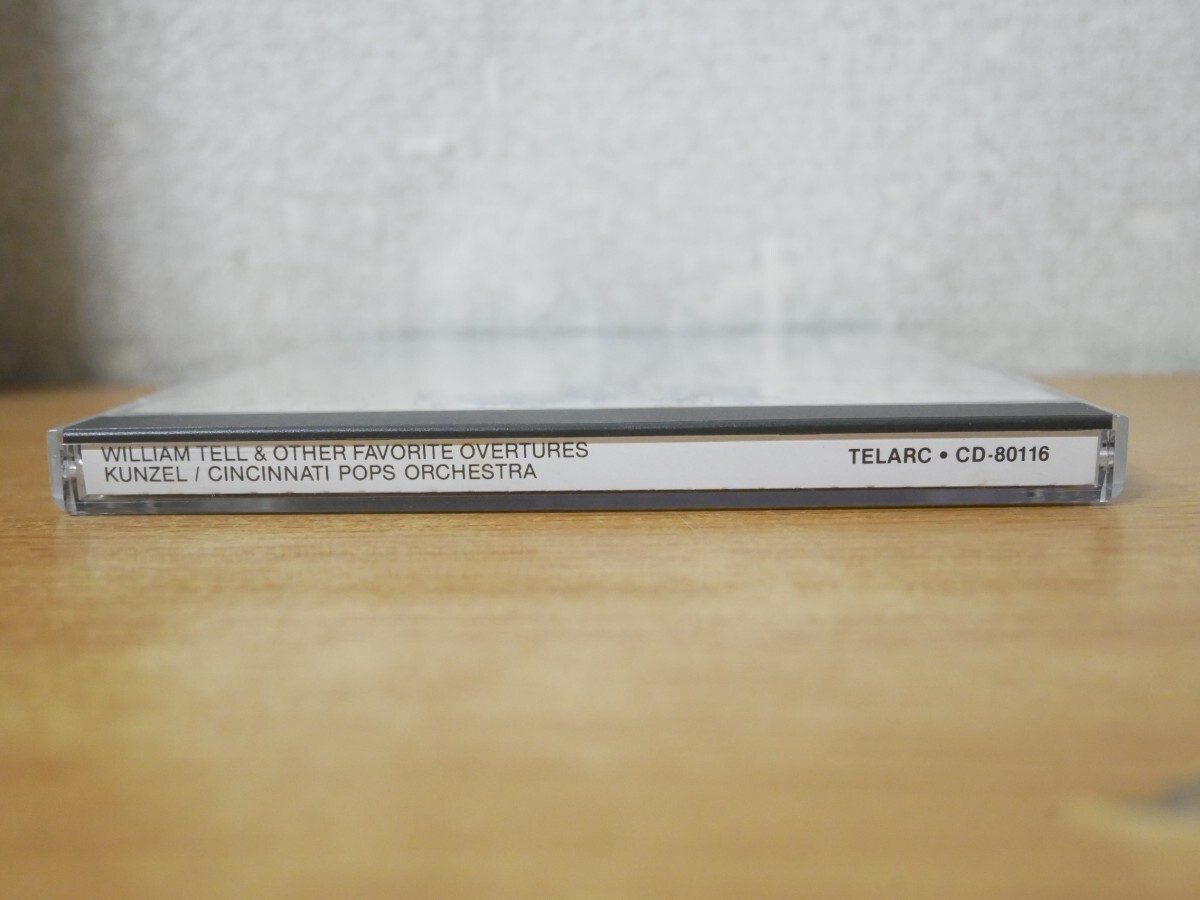 WILLIAM TELL & OTHER FAVORITE OVERTURES
KUNZEL / CINCINNATI POPS ORCHESTRA
TELARC • CD-80116